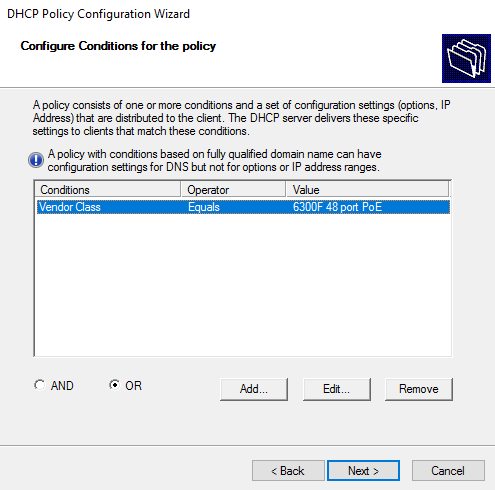 DHCP Policy Configuration Wizard
Configure Conditions for the policy
A policy consists of one or more conditions and a set of configuration settings (options, IP
Address) that are distributed to the client. The DHCP server delivers these specific
settings to clients that match these conditions.
A policy with conditions based on fully qualified domain name can have
configuration settings for DNS but not for options or IP address ranges.
Conditions Operator Value
Vendor Class Equals 6300F 48 port PoE
AND OR Add... Edit... Remove
< Back Next > Cancel